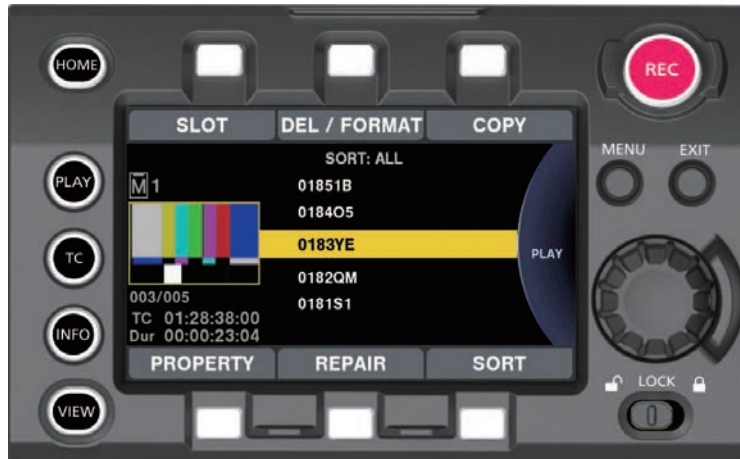 HOME
REC
SLOT DEL / FORMAT COPY
MENU EXIT
SORT: ALL
M 1
01851B
0184O5
0183YE
0182QM
0181S1
PLAY
PLAY
TC
003/005
TC 01:28:38:00
Dur 00:00:23:04
INFO
PROPERTY REPAIR SORT
LOCK
VIEW
0